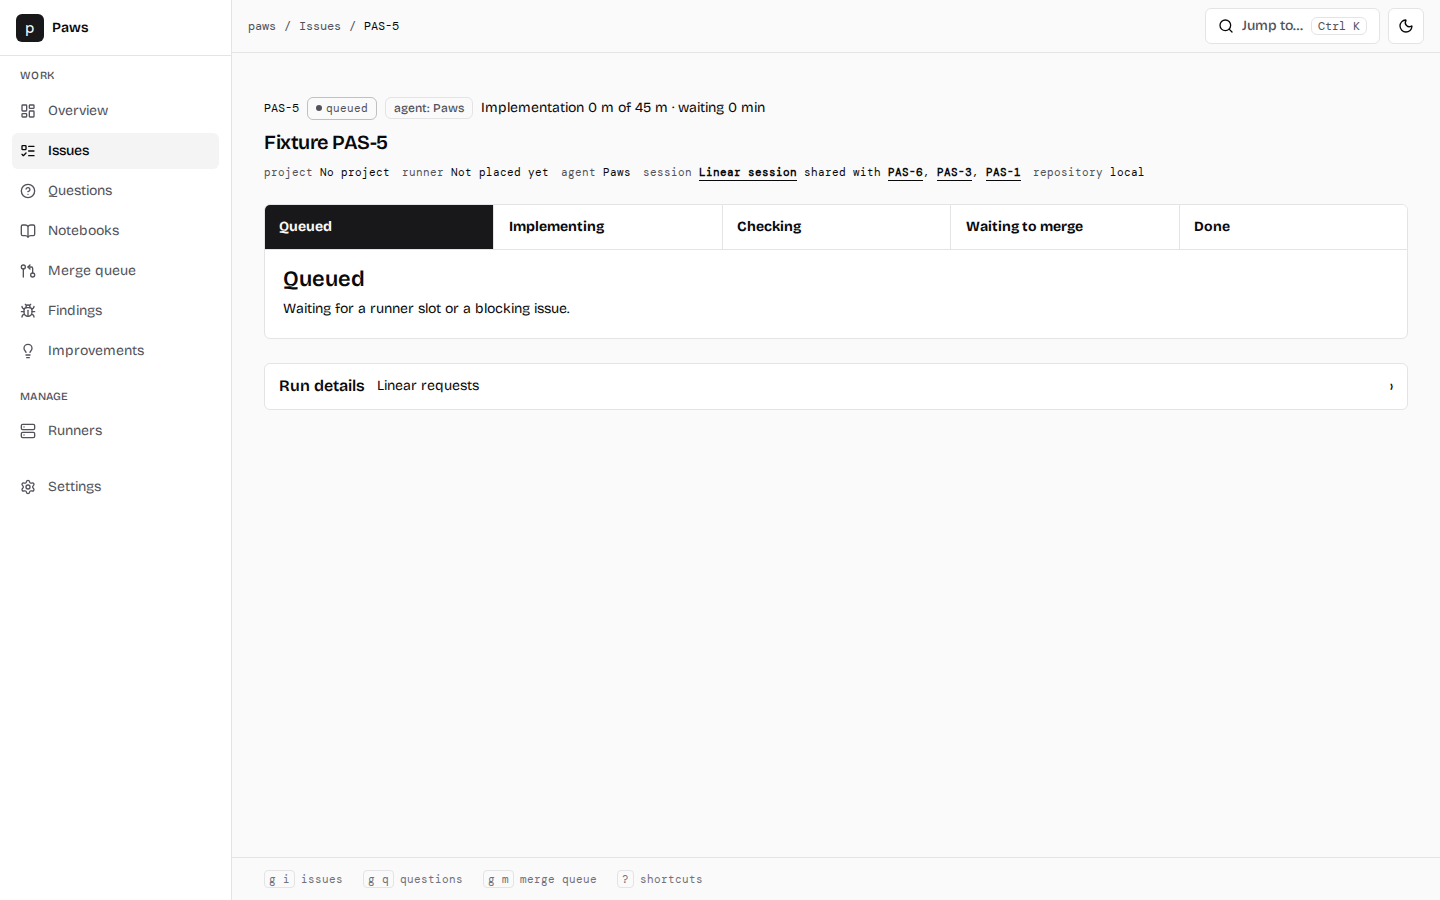 p Paws
paws / Issues / PAS-5
Jump to... Ctrl K
WORK
Overview
Issues
Questions
Notebooks
Merge queue
Findings
Improvements
MANAGE
Runners
Settings
PAS-5 queued agent: Paws Implementation 0 m of 45 m · waiting 0 min
Fixture PAS-5
project No project runner Not placed yet agent Paws session Linear session shared with PAS-6, PAS-3, PAS-1 repository local
Queued Implementing Checking Waiting to merge Done
Queued
Waiting for a runner slot or a blocking issue.
Run details Linear requests
g i issues g q questions g m merge queue ? shortcuts